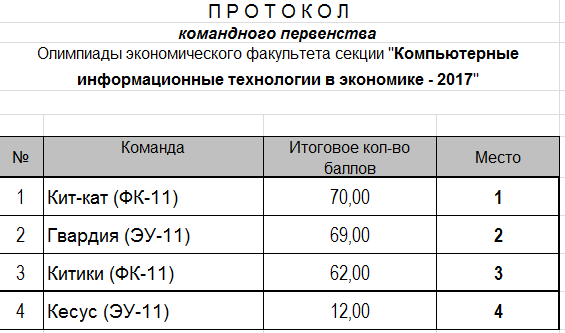 П Р О Т О К О Л
командного первенства
Олимпиады экономического факультета секции "Компьютерные
информационные технологии в экономике - 2017"
№ Команда Итоговое кол-во баллов Место
1 Кит-кат (ФК-11) 70,00 1
2 Гвардия (ЭУ-11) 69,00 2
3 Китики (ФК-11) 62,00 3
4 Кесус (ЭУ-11) 12,00 4